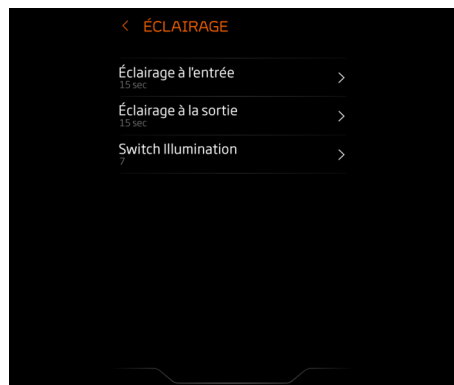 ÉCLAIRAGE
Éclairage à l'entrée
15 sec
Éclairage à la sortie
15 sec
Switch Illumination
7